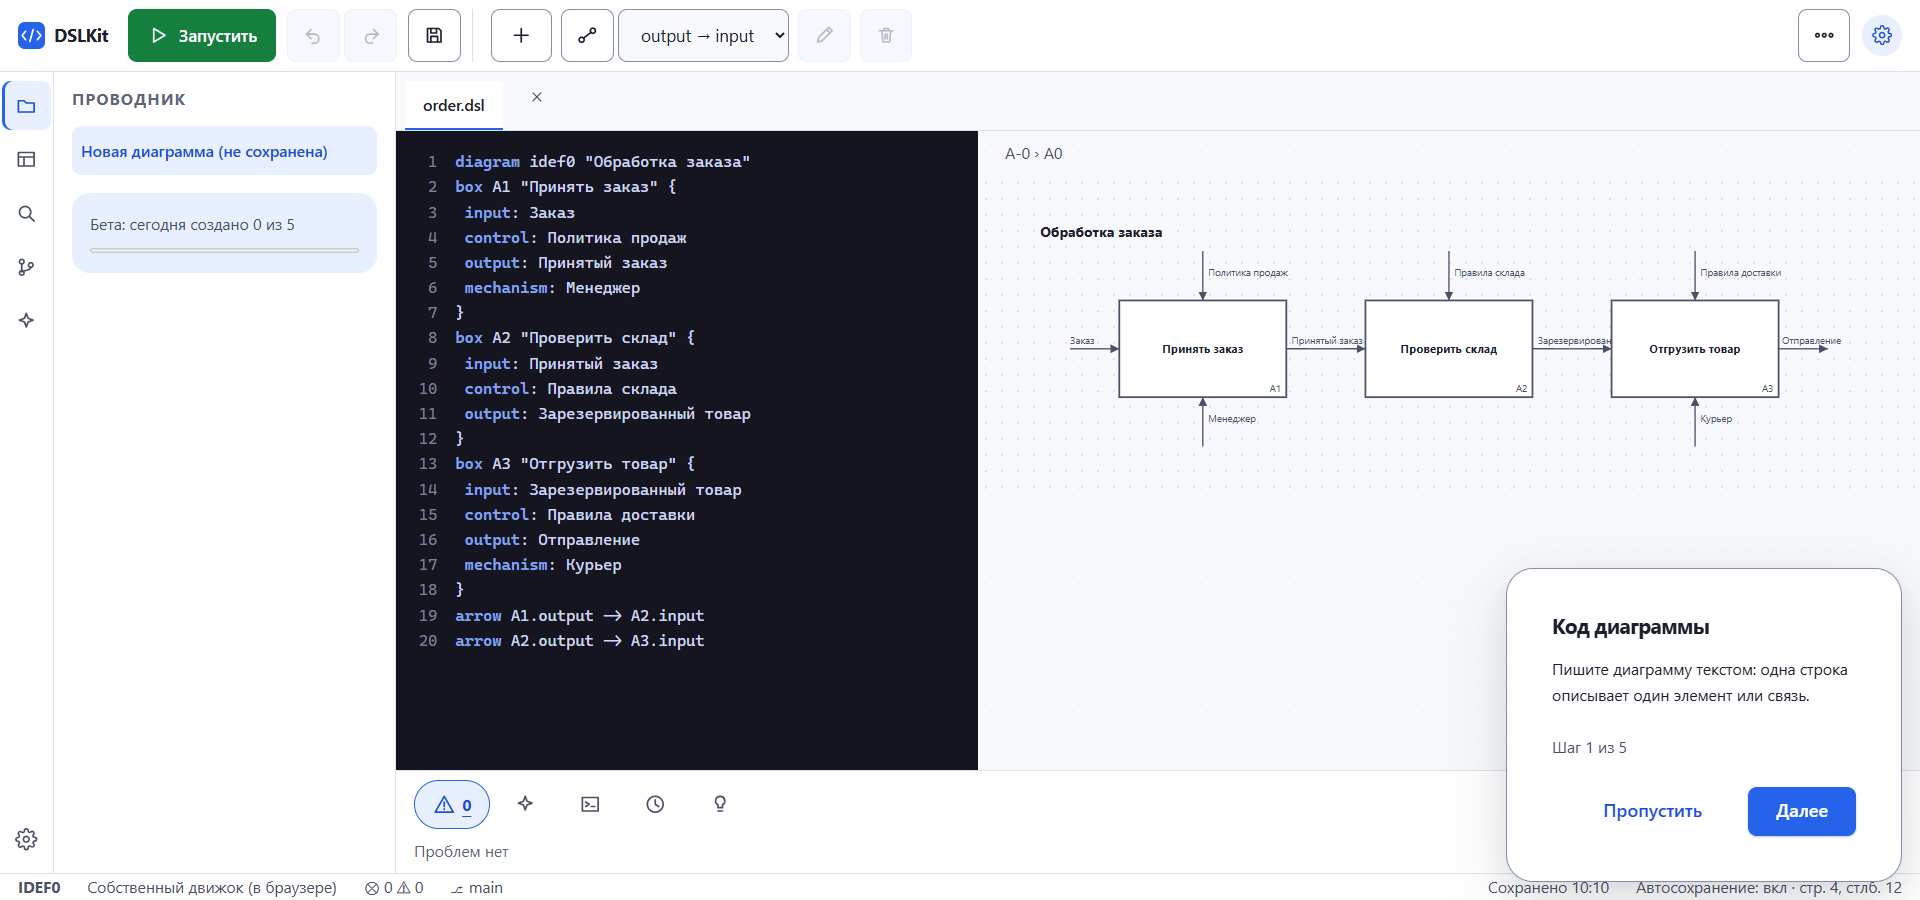 DSLKit
Запустить
output → input
ПРОВОДНИК
Новая диаграмма (не сохранена)
Бета: сегодня создано 0 из 5
order.dsl
1 diagram idef0 "Обработка заказа"
2 box A1 "Принять заказ" {
3 input: Заказ
4 control: Политика продаж
5 output: Принятый заказ
6 mechanism: Менеджер
7 }
8 box A2 "Проверить склад" {
9 input: Принятый заказ
10 control: Правила склада
11 output: Зарезервированный товар
12 }
13 box A3 "Отгрузить товар" {
14 input: Зарезервированный товар
15 control: Правила доставки
16 output: Отправление
17 mechanism: Курьер
18 }
19 arrow A1.output —> A2.input
20 arrow A2.output —> A3.input
A-0 › A0
Обработка заказа
Политика продаж
Правила склада
Правила доставки
Заказ
Принятый заказ
Зарезервирован
Отправление
Принять заказ
Проверить склад
Отгрузить товар
A1
A2
A3
Менеджер
Курьер
Код диаграммы
Пишите диаграмму текстом: одна строка
описывает один элемент или связь.
Шаг 1 из 5
Пропустить
Далее
0
Проблем нет
IDEF0
Собственный движок (в браузере)
0 0
main
Сохранено 10:10
Автосохранение: вкл · стр. 4, стлб. 12